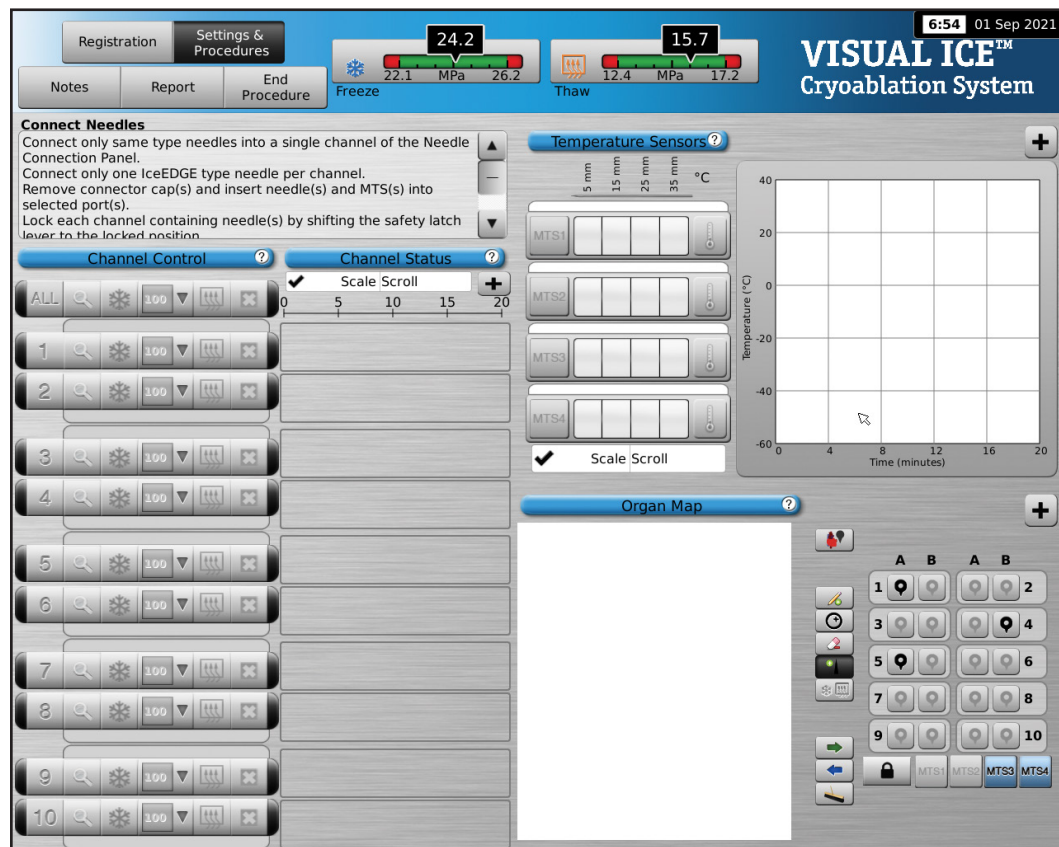 6:54 01 Sep 2021
Registration
Settings &
Procedures
Notes
Report
End
Procedure
24.2
22.1 MPa 26.2
Freeze
15.7
12.4 MPa 17.2
Thaw
VISUAL ICE™
Cryoablation System
Connect Needles
Connect only same type needles into a single channel of the Needle
Connection Panel.
Connect only one IceEDGE type needle per channel.
Remove connector cap(s) and insert needle(s) and MTS(s) into
selected port(s).
Lock each channel containing needle(s) by shifting the safety latch
lever to the locked position
Channel Control ?
Channel Status ?
Scale Scroll
0 5 10 15 20
ALL 100
1 100
2 100
3 100
4 100
5 100
6 100
7 100
8 100
9 100
10 100
Temperature Sensors ?
5 mm 15 mm 25 mm 35 mm °C
MTS1
MTS2
MTS3
MTS4
Scale Scroll
Temperature (°C)
40
20
0
-20
-40
-60
0 4 8 12 16 20
Time (minutes)
Organ Map ?
A B A B
1 2
3 4
5 6
7 8
9 10
MTS1 MTS2 MTS3 MTS4